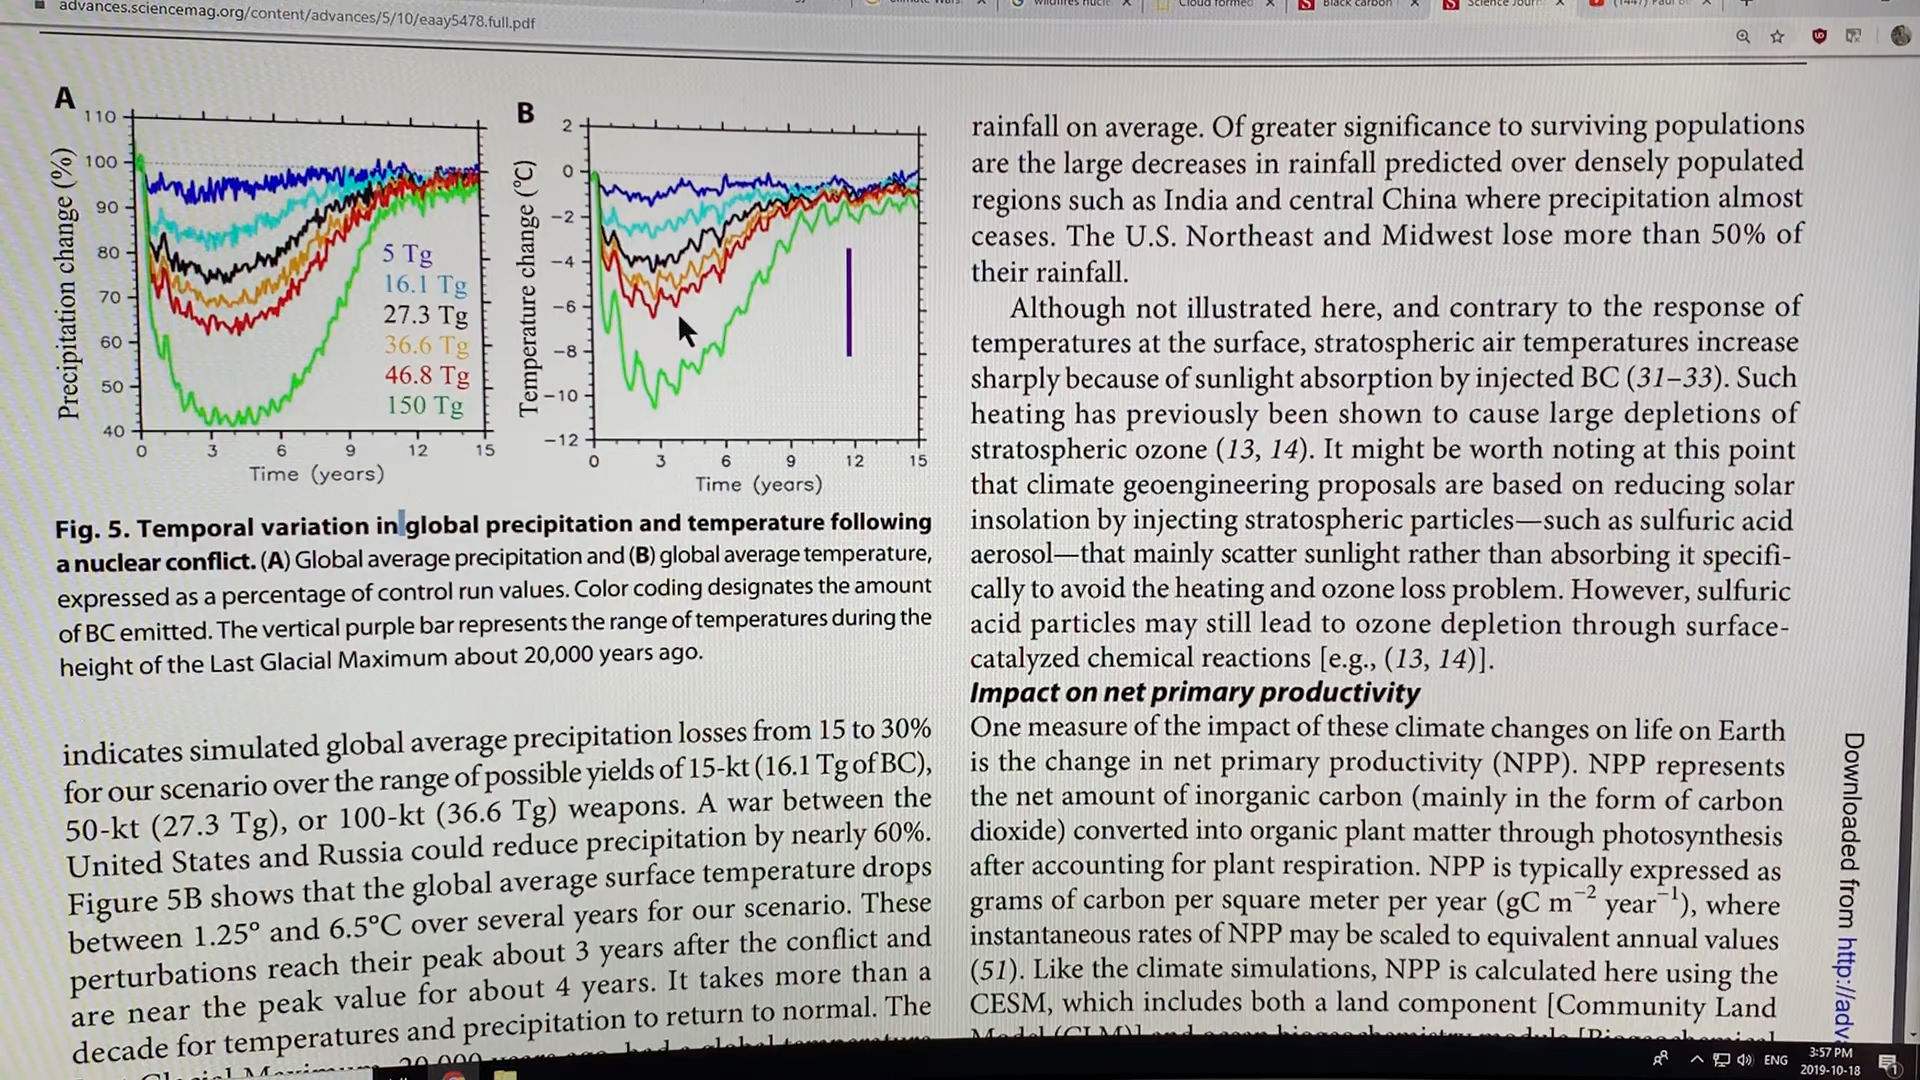 advances.sciencemag.org/content/advances/5/10/eaay5478.full.pdf
A
Precipitation change (%)
110
100
90
80
70
60
50
40
0 3 6 9 12 15
Time (years)
5 Tg
16.1 Tg
27.3 Tg
36.6 Tg
46.8 Tg
150 Tg
B
Temperature change (°C)
2
0
−2
−4
−6
−8
−10
−12
0 3 6 9 12 15
Time (years)
Fig. 5. Temporal variation in global precipitation and temperature following
a nuclear conflict. (A) Global average precipitation and (B) global average temperature,
expressed as a percentage of control run values. Color coding designates the amount
of BC emitted. The vertical purple bar represents the range of temperatures during the
height of the Last Glacial Maximum about 20,000 years ago.
indicates simulated global average precipitation losses from 15 to 30%
for our scenario over the range of possible yields of 15-kt (16.1 Tg of BC),
50-kt (27.3 Tg), or 100-kt (36.6 Tg) weapons. A war between the
United States and Russia could reduce precipitation by nearly 60%.
Figure 5B shows that the global average surface temperature drops
between 1.25° and 6.5°C over several years for our scenario. These
perturbations reach their peak about 3 years after the conflict and
are near the peak value for about 4 years. It takes more than a
decade for temperatures and precipitation to return to normal. The
rainfall on average. Of greater significance to surviving populations
are the large decreases in rainfall predicted over densely populated
regions such as India and central China where precipitation almost
ceases. The U.S. Northeast and Midwest lose more than 50% of
their rainfall.
Although not illustrated here, and contrary to the response of
temperatures at the surface, stratospheric air temperatures increase
sharply because of sunlight absorption by injected BC (31–33). Such
heating has previously been shown to cause large depletions of
stratospheric ozone (13, 14). It might be worth noting at this point
that climate geoengineering proposals are based on reducing solar
insolation by injecting stratospheric particles—such as sulfuric acid
aerosol—that mainly scatter sunlight rather than absorbing it specifi-
cally to avoid the heating and ozone loss problem. However, sulfuric
acid particles may still lead to ozone depletion through surface-
catalyzed chemical reactions [e.g., (13, 14)].
Impact on net primary productivity
One measure of the impact of these climate changes on life on Earth
is the change in net primary productivity (NPP). NPP represents
the net amount of inorganic carbon (mainly in the form of carbon
dioxide) converted into organic plant matter through photosynthesis
after accounting for plant respiration. NPP is typically expressed as
grams of carbon per square meter per year (gC m⁻² year⁻¹), where
instantaneous rates of NPP may be scaled to equivalent annual values
(51). Like the climate simulations, NPP is calculated here using the
CESM, which includes both a land component [Community Land
Downloaded from http://adv
ENG
3:57 PM
2019-10-18